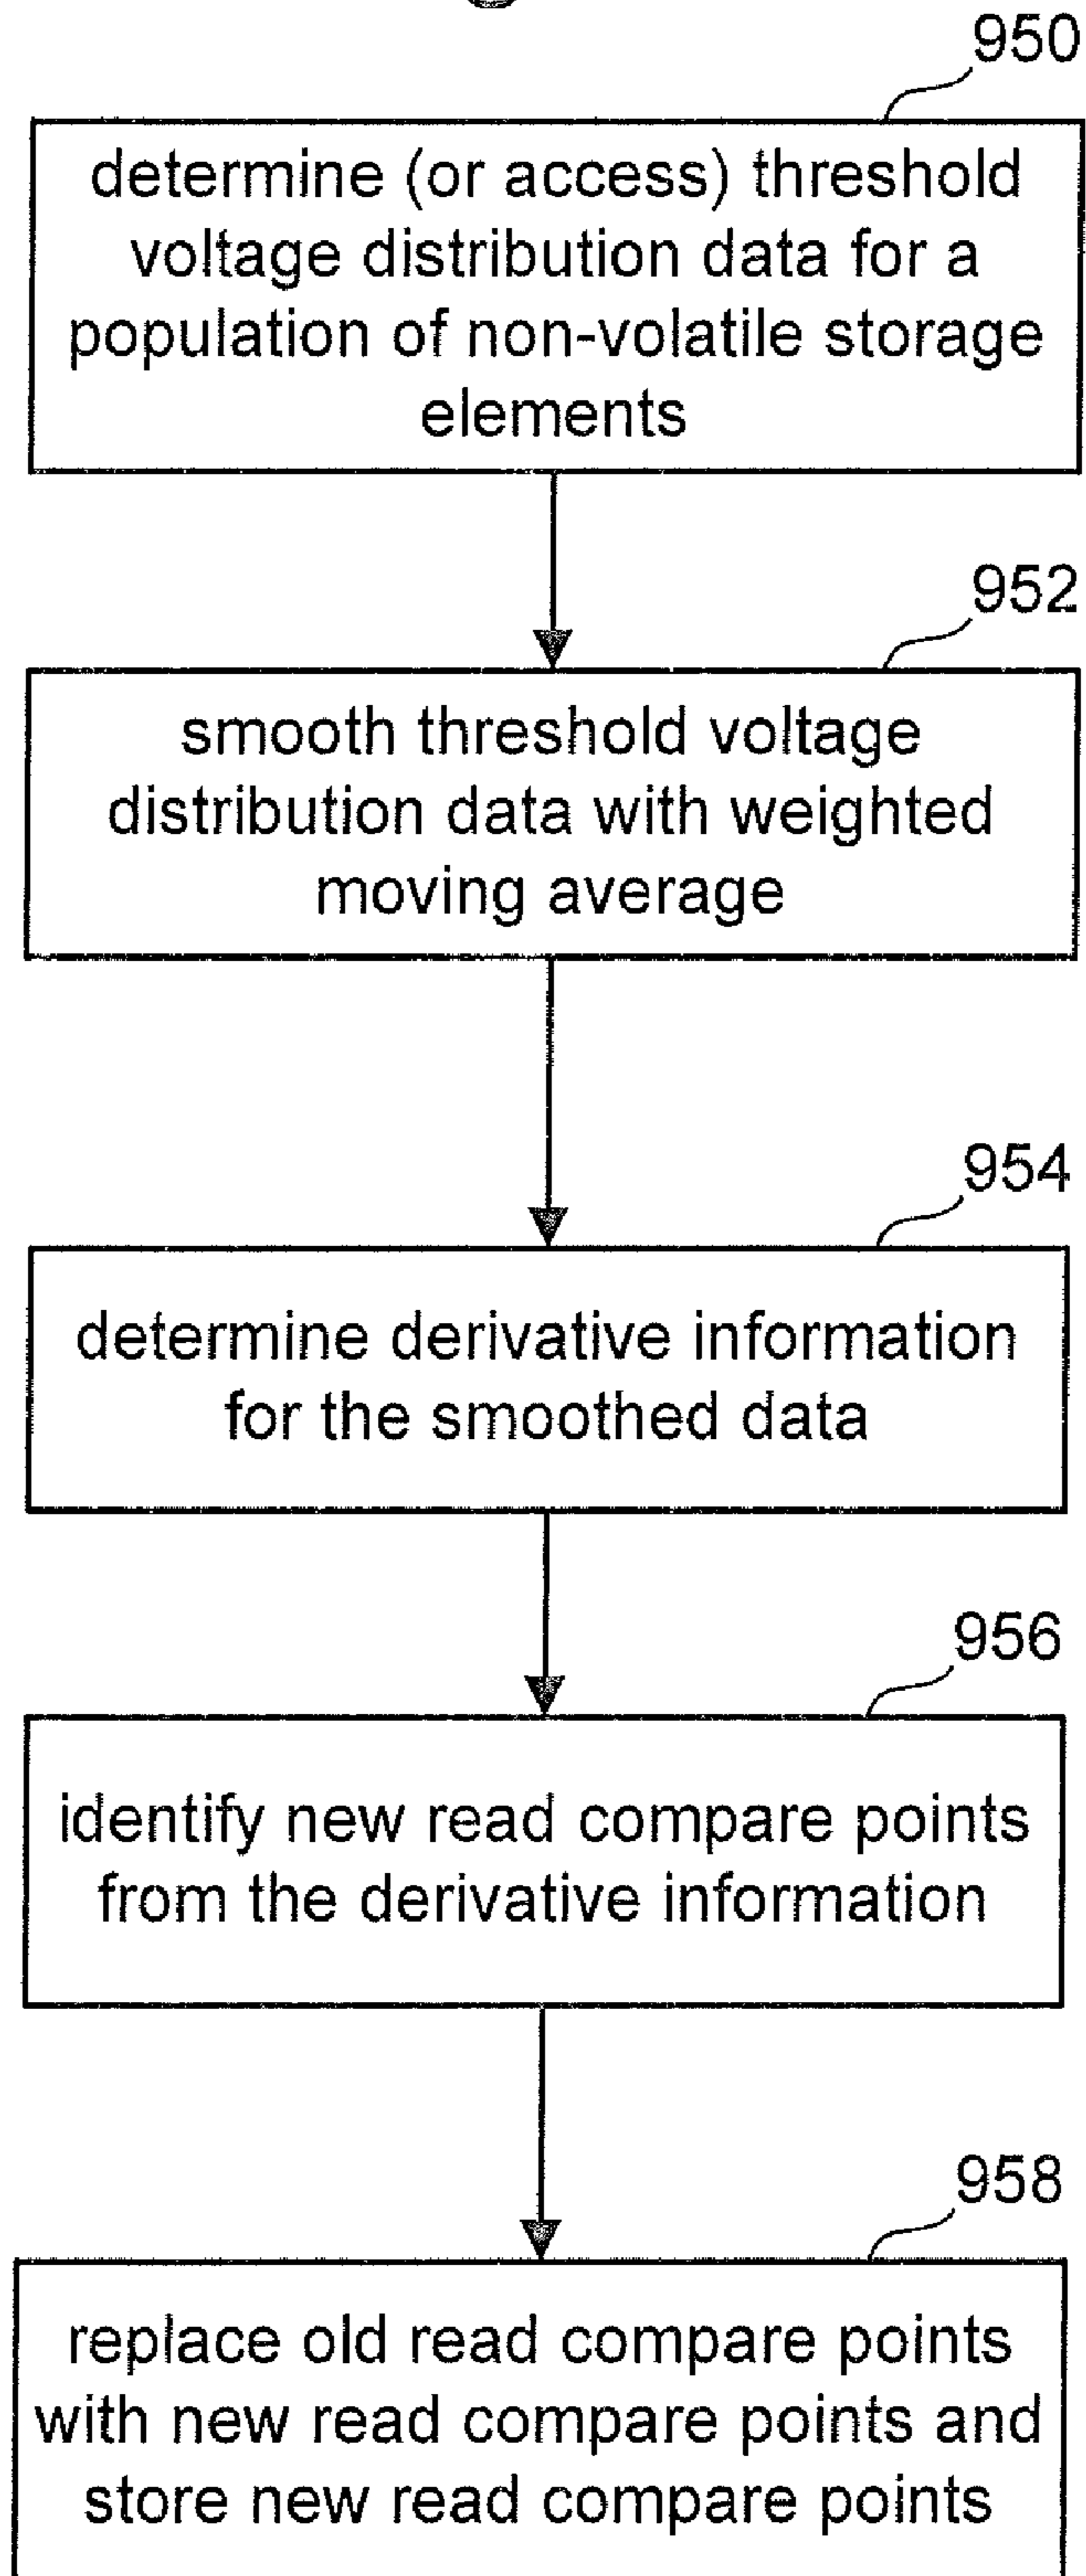 950
determine (or access) threshold
voltage distribution data for a
population of non-volatile storage
elements
952
smooth threshold voltage
distribution data with weighted
moving average
954
determine derivative information
for the smoothed data
956
identify new read compare points
from the derivative information
958
replace old read compare points
with new read compare points and
store new read compare points